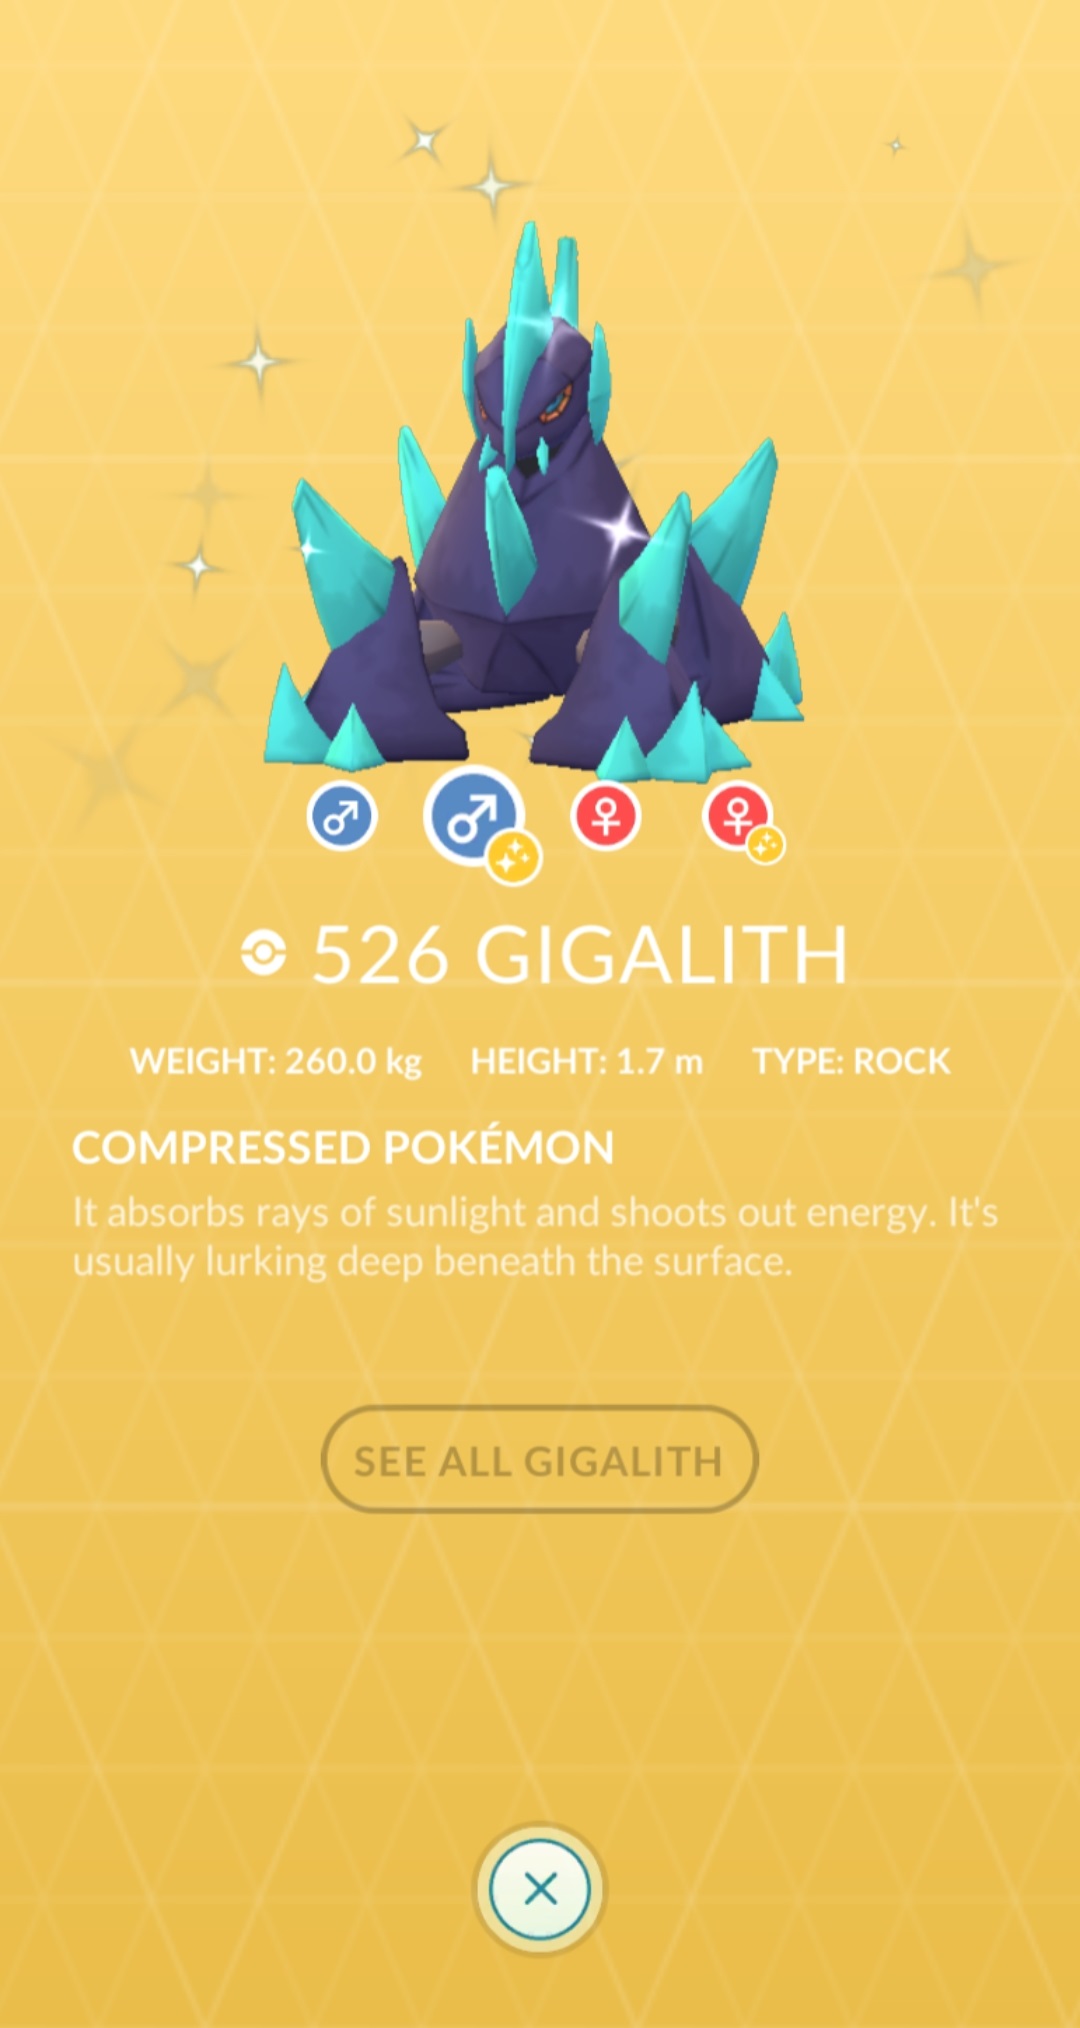 526 GIGALITH
WEIGHT: 260.0 kg HEIGHT: 1.7 m TYPE: ROCK
COMPRESSED POKÉMON
It absorbs rays of sunlight and shoots out energy. It's
usually lurking deep beneath the surface.
SEE ALL GIGALITH